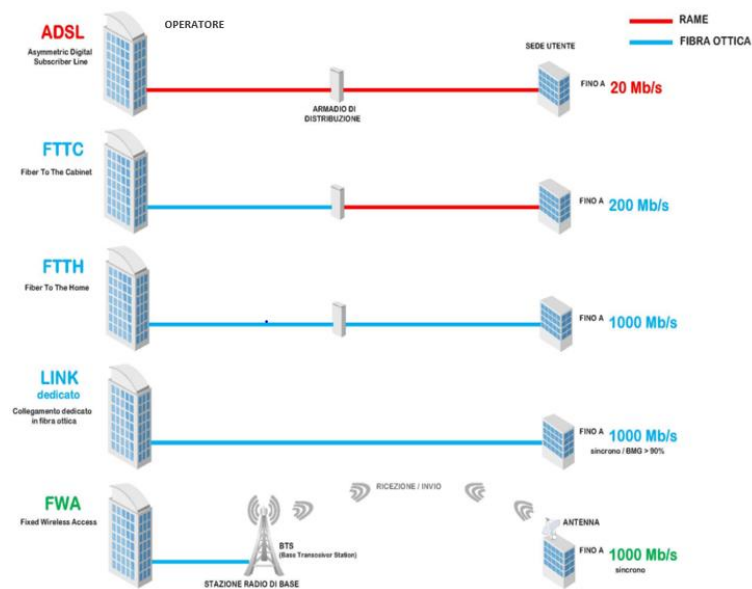 OPERATORE
RAME
FIBRA OTTICA
ADSL
Asymmetric Digital
Subscriber Line
SEDE UTENTE
FINO A 20 Mb/s
ARMADIO DI
DISTRIBUZIONE
FTTC
Fiber To The Cabinet
FINO A 200 Mb/s
FTTH
Fiber To The Home
FINO A 1000 Mb/s
LINK
dedicato
Collegamento dedicato
in fibra ottica
FINO A 1000 Mb/s
sincrono / BMG > 90%
FWA
Fixed Wireless Access
RICEZIONE / INVIO
BTS
(Base Transceiver Station)
STAZIONE RADIO DI BASE
ANTENNA
FINO A 1000 Mb/s
sincrono